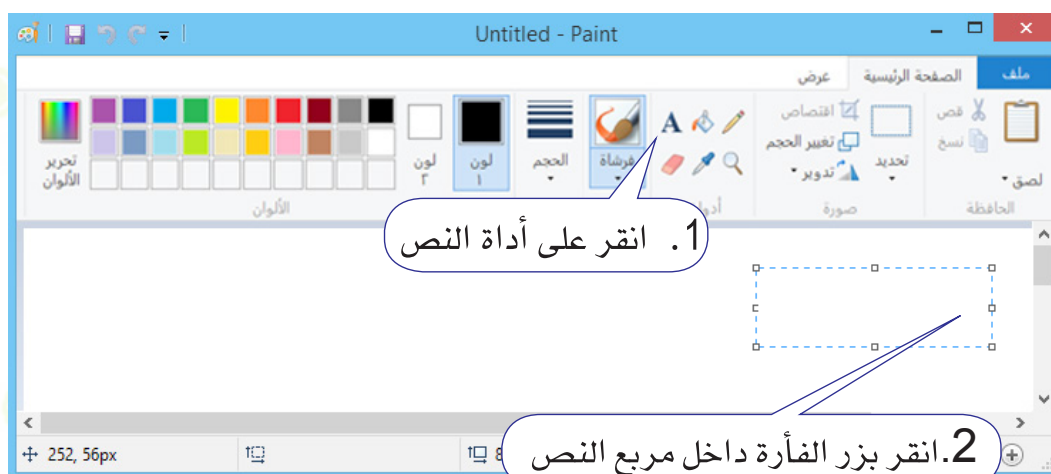 Untitled - Paint
ملف
الصفحة الرئيسية
عرض
لصق
قص
نسخ
الحافظة
تحديد
اقتصاص
تغيير الحجم
تدوير
صورة
A
فرشاة
الحجم
لون
١
لون
٢
تحرير
الألوان
الألوان
1. انقر على أداة النص
2.انقر بزر الفأرة داخل مربع النص
252, 56px